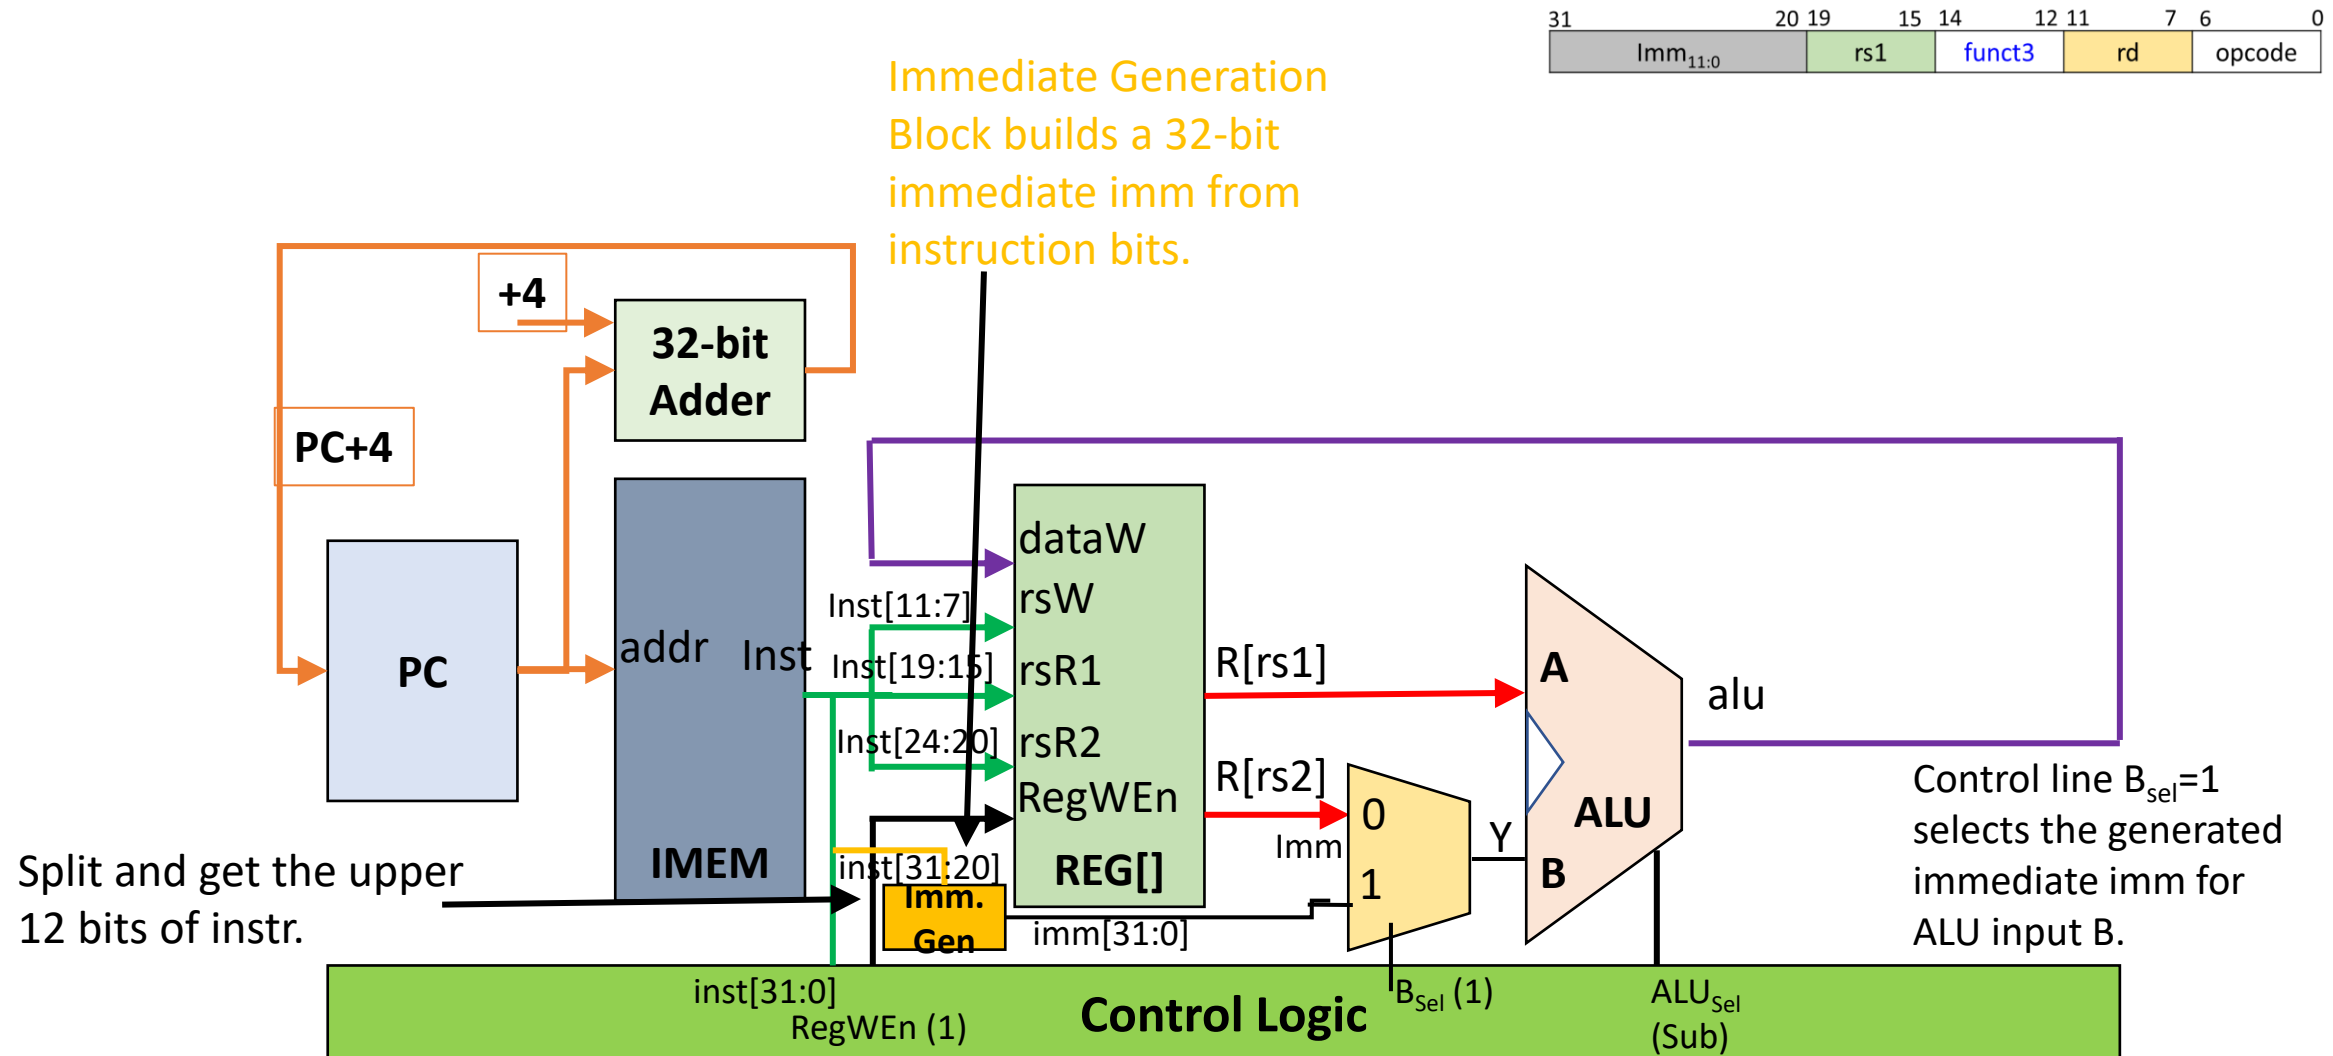 31 20 19 15 14 12 11 7 6 0
Imm11:0 rs1 funct3 rd opcode
Immediate Generation
Block builds a 32-bit
immediate imm from
instruction bits.
+4
32-bit
Adder
PC+4
dataW
Inst[11:7]
rsW
PC
addr
Inst
Inst[19:15]
rsR1
R[rs1]
A
alu
Inst[24:20]
rsR2
R[rs2]
RegWEn
0
ALU
Imm
Y
IMEM
inst[31:20]
REG[]
1
B
Imm.
Gen
imm[31:0]
Split and get the upper
12 bits of instr.
Control line Bsel=1
selects the generated
immediate imm for
ALU input B.
inst[31:0]
RegWEn (1)
Control Logic
BSel (1)
ALUSel
(Sub)